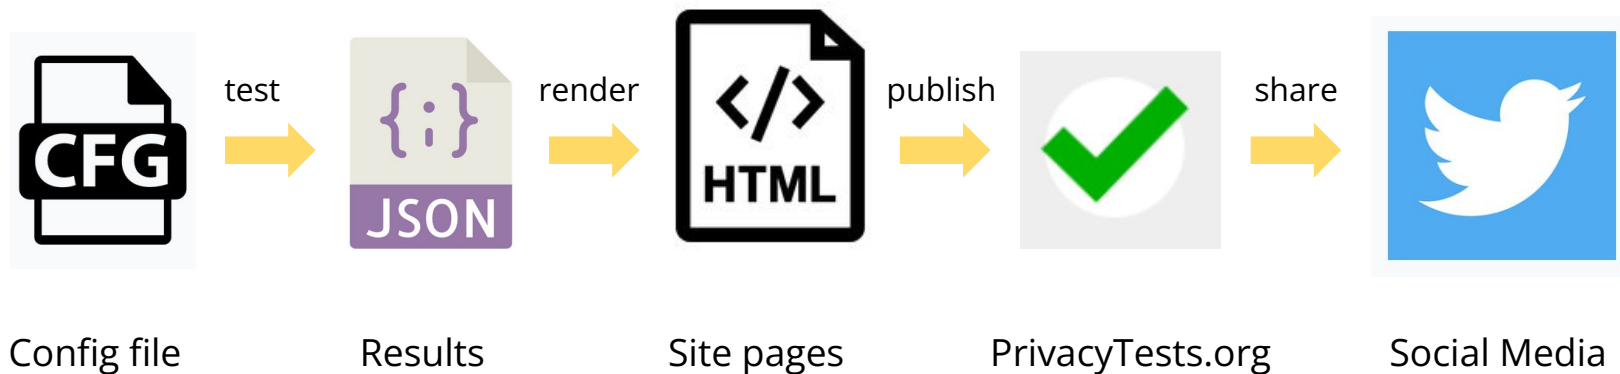 test
render
publish
share
CFG
{;}
JSON
</>
HTML
Config file
Results
Site pages
PrivacyTests.org
Social Media